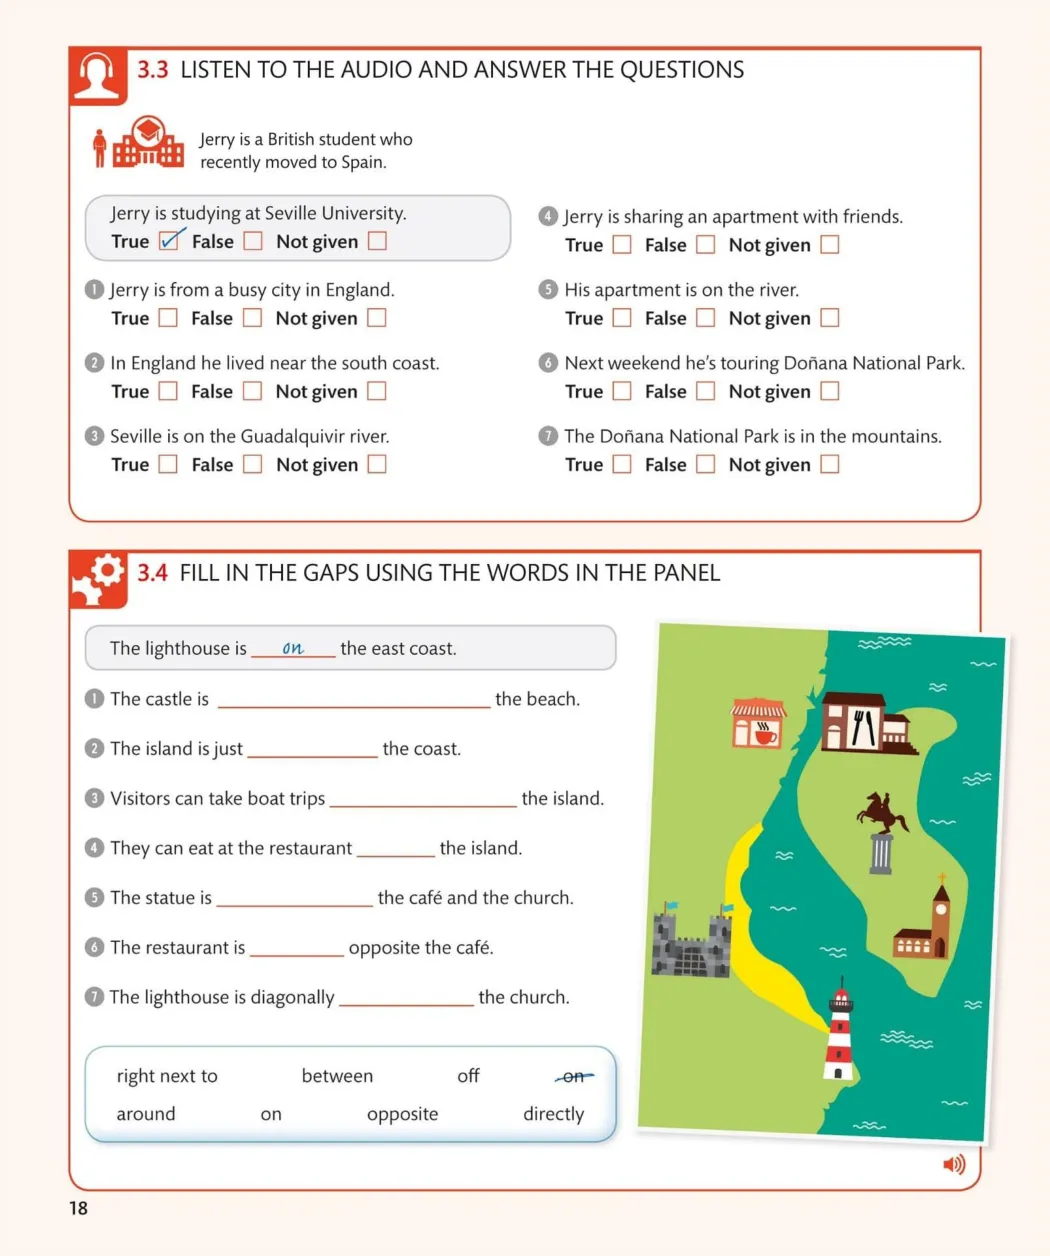 3.3 LISTEN TO THE AUDIO AND ANSWER THE QUESTIONS
Jerry is a British student who
recently moved to Spain.
Jerry is studying at Seville University.
True False Not given
1 Jerry is from a busy city in England.
True False Not given
2 In England he lived near the south coast.
True False Not given
3 Seville is on the Guadalquivir river.
True False Not given
4 Jerry is sharing an apartment with friends.
True False Not given
5 His apartment is on the river.
True False Not given
6 Next weekend he's touring Doñana National Park.
True False Not given
7 The Doñana National Park is in the mountains.
True False Not given
3.4 FILL IN THE GAPS USING THE WORDS IN THE PANEL
The lighthouse is on the east coast.
1 The castle is ____ the beach.
2 The island is just ____ the coast.
3 Visitors can take boat trips ____ the island.
4 They can eat at the restaurant ____ the island.
5 The statue is ____ the café and the church.
6 The restaurant is ____ opposite the café.
7 The lighthouse is diagonally ____ the church.
right next to between off on
around on opposite directly
18